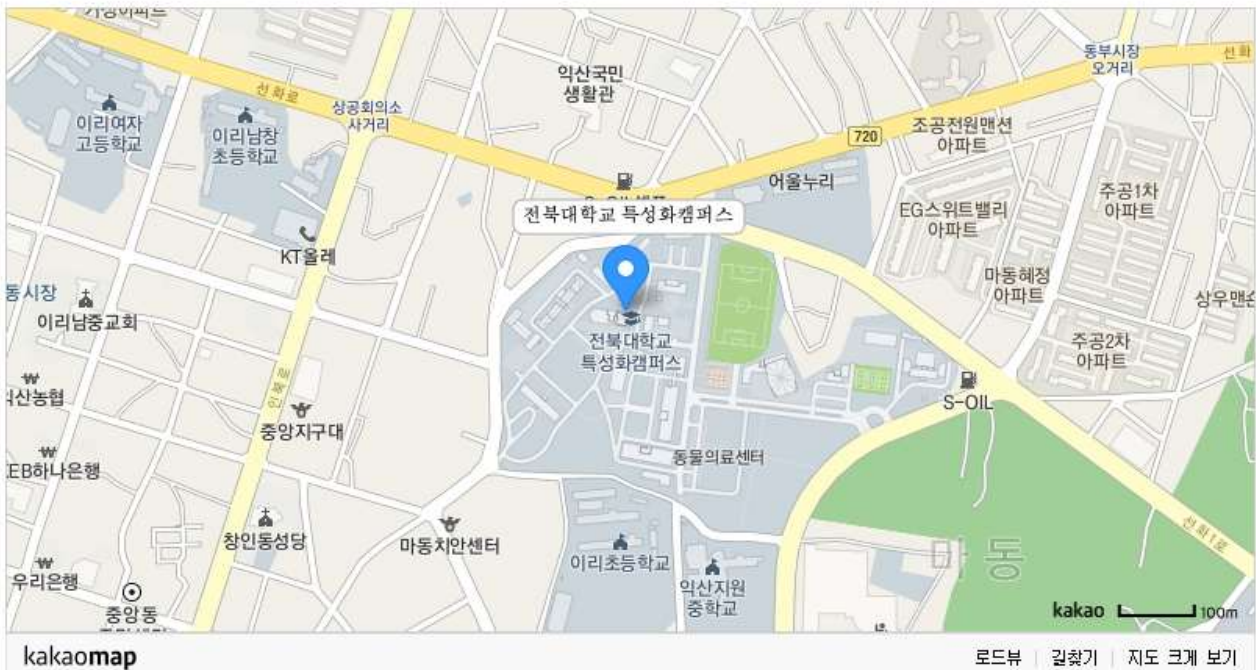 선화로
상공회의소
사거리
익산국민
생활관
동부시장
오거리
선화
이리여자
고등학교
이리남창
초등학교
720
조공전원맨션
아파트
어울누리
주공1차
아파트
전북대학교 특성화캠퍼스
EG스위트밸리
아파트
KT올레
마동혜정
아파트
상우맨션
동시장
이리남중교회
전북대학교
특성화캠퍼스
주공2차
아파트
인북로
S-OIL
중앙지구대
동물의료센터
KEB하나은행
창인동성당
마동치안센터
선화1로
이리초등학교
마동
우리은행
익산지원
중학교
중앙동
kakao
100m
kakaomap
로드뷰
길찾기
지도 크게 보기